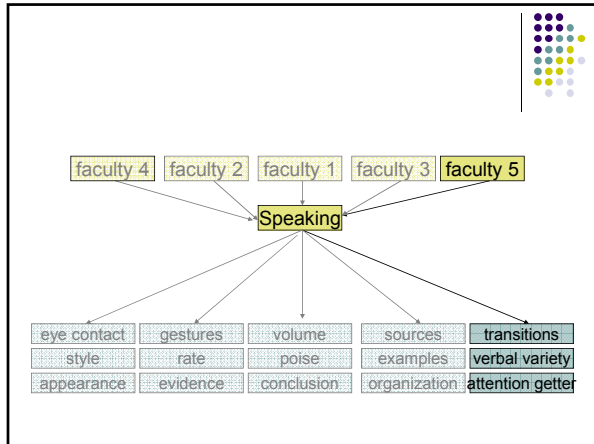 faculty 4 faculty 2 faculty 1 faculty 3 faculty 5
Speaking
eye contact gestures volume sources transitions
style rate poise examples verbal variety
appearance evidence conclusion organization attention getter